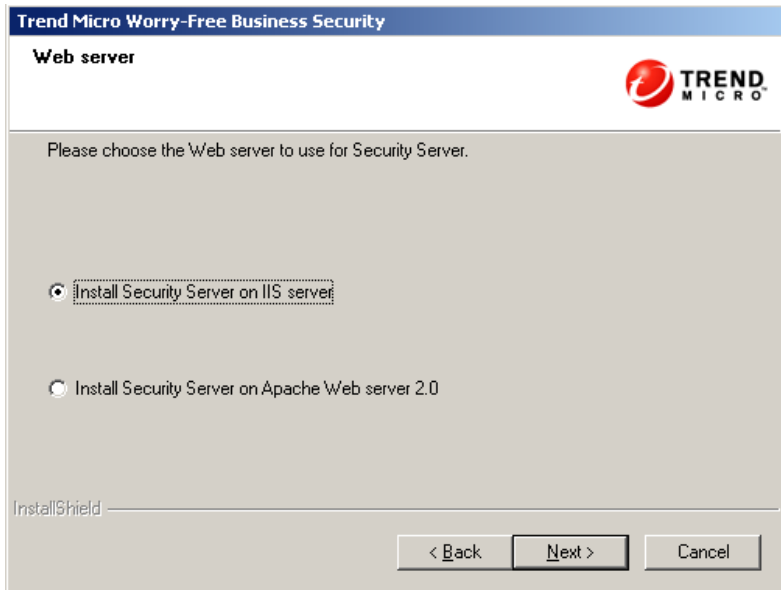 Trend Micro Worry-Free Business Security
Web server
TREND
MICRO™
Please choose the Web server to use for Security Server.
Install Security Server on IIS server
Install Security Server on Apache Web server 2.0
InstallShield
< Back
Next >
Cancel